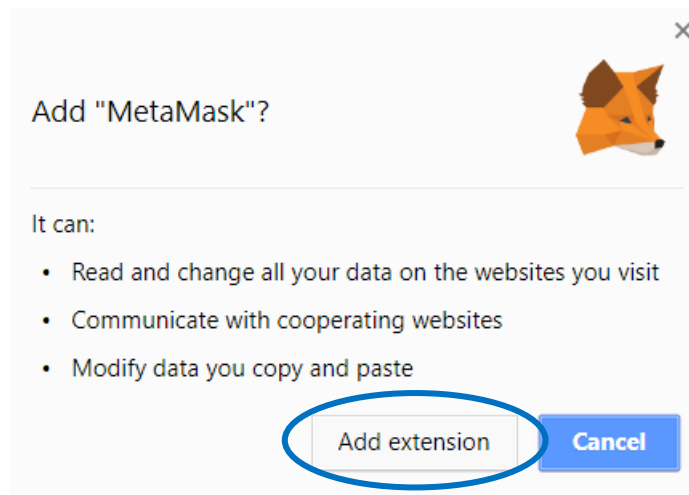 Add "MetaMask"?
It can:
• Read and change all your data on the websites you visit
• Communicate with cooperating websites
• Modify data you copy and paste
Add extension
Cancel